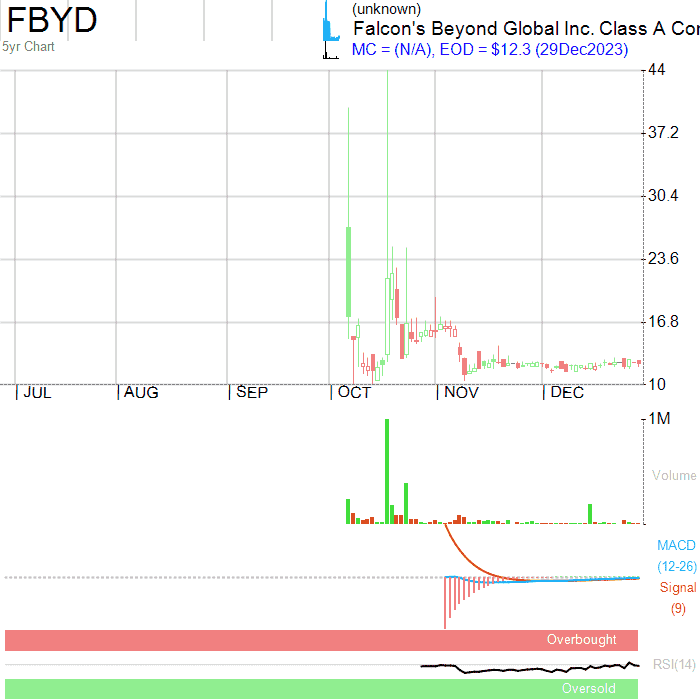 FBYD
(unknown)
5yr Chart
Falcon's Beyond Global Inc. Class A Cor
MC = (N/A), EOD = $12.3 (29Dec2023)
44
37.2
30.4
23.6
16.8
10
JUL AUG SEP OCT NOV DEC
1M
Volume
MACD
(12-26)
Signal
(9)
Overbought
RSI(14)
Oversold